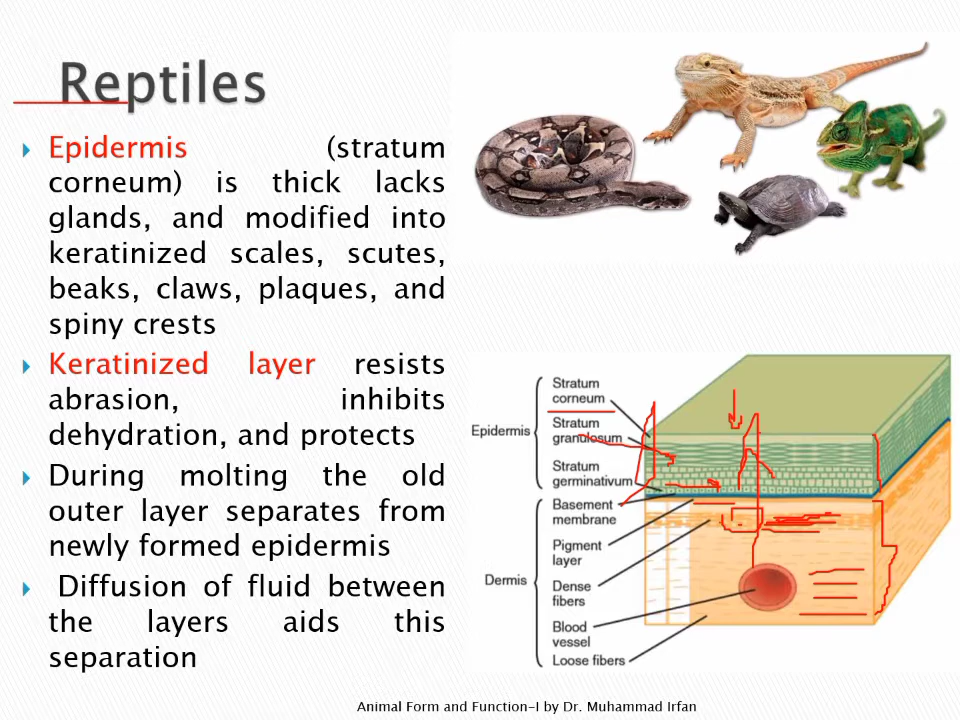 Reptiles
Epidermis (stratum
corneum) is thick lacks
glands, and modified into
keratinized scales, scutes,
beaks, claws, plaques, and
spiny crests
Keratinized layer resists
abrasion, inhibits
dehydration, and protects
During molting the old
outer layer separates from
newly formed epidermis
Diffusion of fluid between
the layers aids this
separation
Epidermis
Stratum
corneum
Stratum
granulosum
Stratum
germinativum
Basement
membrane
Dermis
Pigment
layer
Dense
fibers
Blood
vessel
Loose fibers
Animal Form and Function-I by Dr. Muhammad Irfan